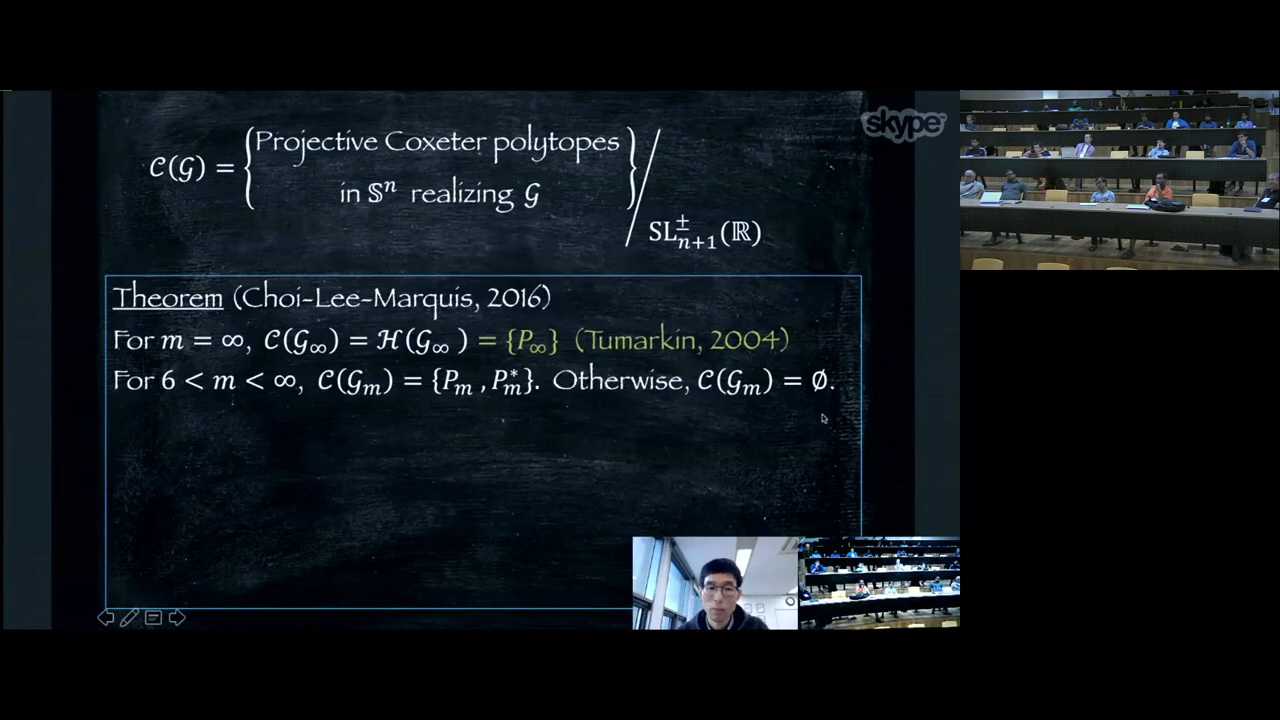 skype
𝒞(𝒢) = {Projective Coxeter polytopes
in 𝕊ⁿ realizing 𝒢} / SL±ₙ₊₁(ℝ)
Theorem (Choi-Lee-Marquis, 2016)
For m = ∞, 𝒞(𝒢∞) = ℋ(𝒢∞) = {P∞} (Tumarkin, 2004)
For 6 < m < ∞, 𝒞(𝒢ₘ) = {Pₘ , Pₘ*}. Otherwise, 𝒞(𝒢ₘ) = ∅.